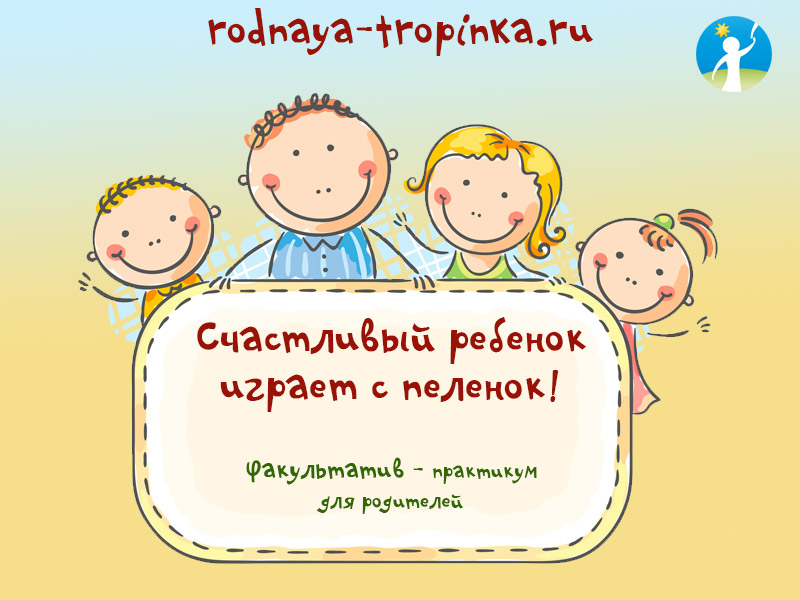 rodnaya-tropinka.ru
Счастливый ребенок
играет с пеленок!
Факультатив - практикум
для родителей